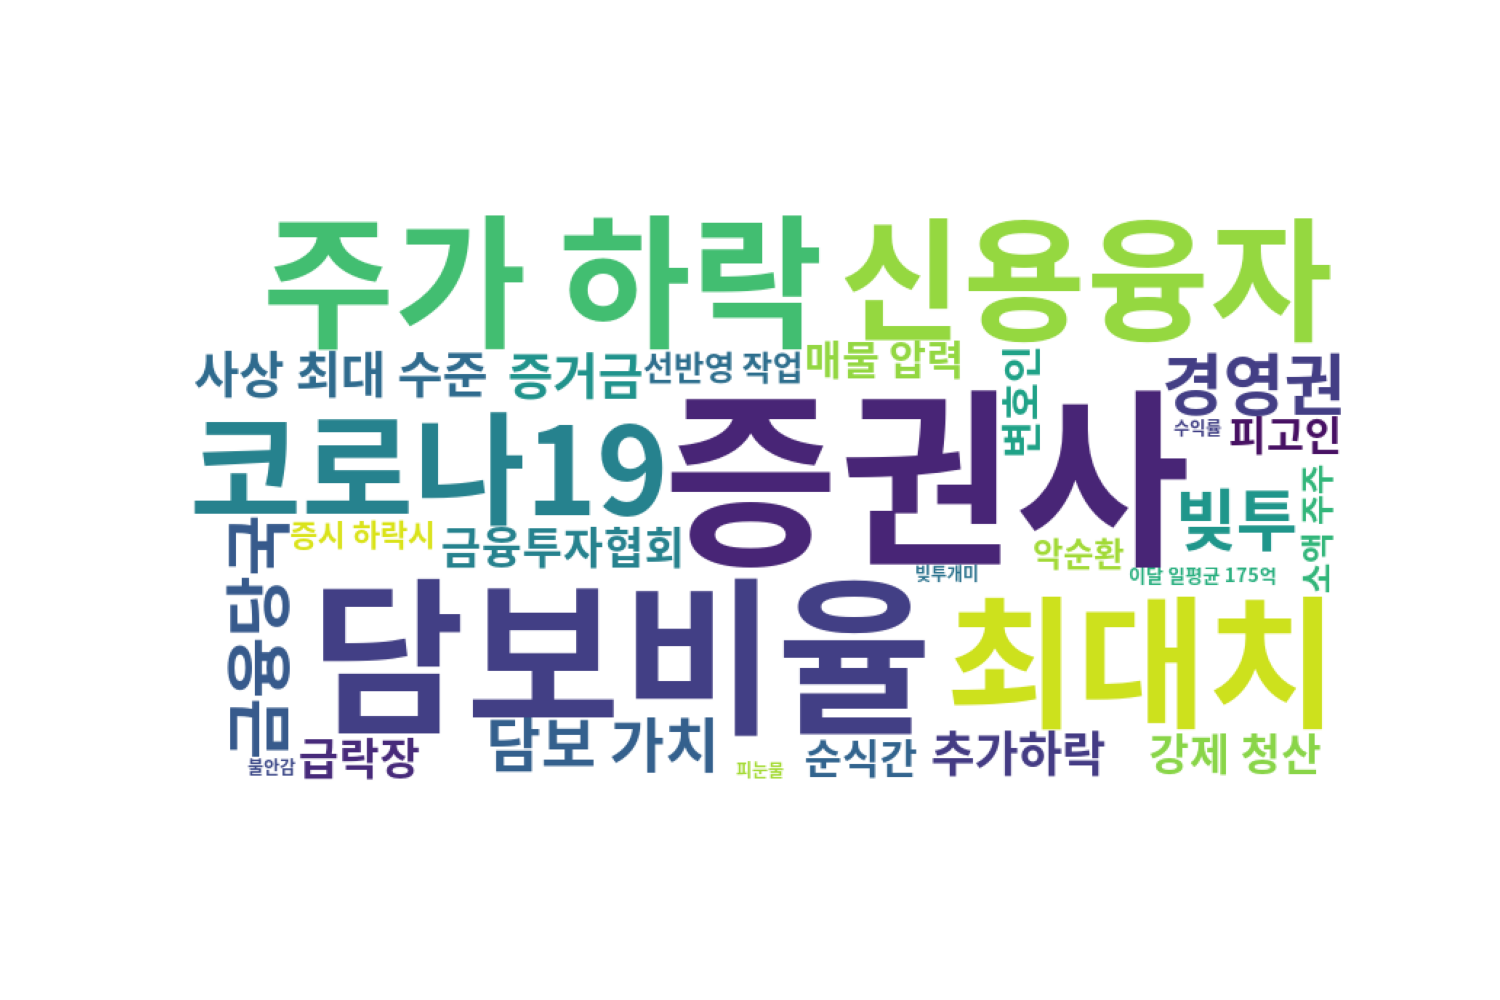 주가 하락 신용융자
사상 최대 수준 증거금 선반영 작업 매물 압력 변호인 경영권
수익률 피고인
코로나19 증권사 빚투 소액 주주
증시 하락시 금융투자협회 악순환
빚투개미 이달 일평균 175억
금융당국 담보비율 최대치
불안감 급락장 담보 가치 피눈물 순식간 추가하락 강제 청산